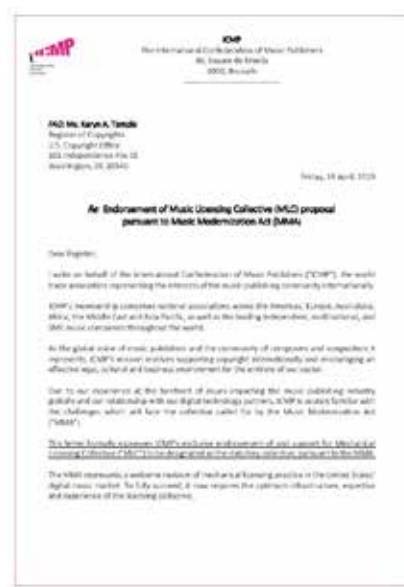 ICMP
ICMP
The International Confederation of Music Publishers
1000, Brussels
FAO: Ms. Karyn A. Temple
Register of Copyrights
U.S. Copyright Office
101 Independence Ave SE
Washington, DC 20540
Friday, April, 2019
An Endorsement of Music Licensing Collective (MLC) proposal
pursuant to Music Modernization Act (MMA)
Dear Register,
I write on behalf of the International Confederation of Music Publishers ("ICMP"), the world
trade association representing the interests of the music publishing community internationally.
ICMP's membership comprises national associations across the Americas, Europe, Australasia,
Africa, the Middle East and Asia Pacific, as well as the leading independent, multinational, and
SME music companies throughout the world.
As the global voice of music publishers and the community of composers and songwriters it
represents, ICMP's mission involves supporting copyright internationally and encouraging an
effective legal, cultural and business environment for the entirety of our sector.
Due to our experience at the forefront of issues impacting the music publishing industry
globally and our relationship with our digital technology partners, ICMP is acutely familiar with
the challenges which will face the collective called for by the Music Modernization Act
("MMA").
This letter formally expresses ICMP's exclusive endorsement of and support for Mechanical
Licensing Collective ("MLC") to be designated as the statutory collective, pursuant to the MMA.
The MMA represents a welcome revision of mechanical licensing practice in the United States'
digital music market. To fully succeed, it now requires the optimum infrastructure, expertise
and experience of the licensing collective.